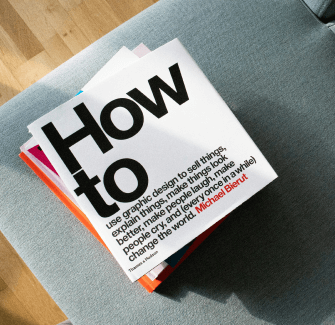 How
to
use graphic design to sell things,
explain things, make things look
better, make people laugh, make
people cry, and (every once in a while)
change the world. Michael Bierut
Thames & Hudson